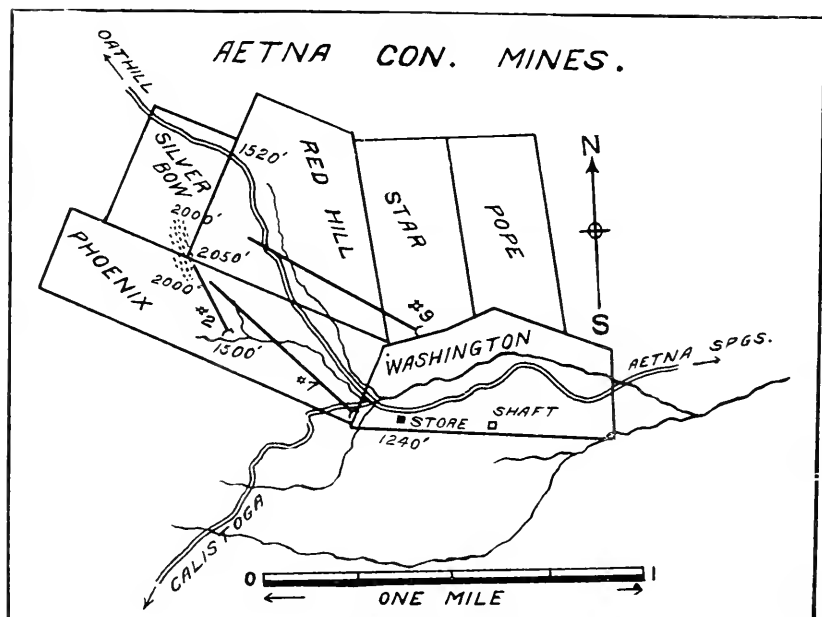 AETNA CON. MINES.
OATHILL
SILVER
BOW
1520'
RED HILL
STAR
POPE
N
S
2000'
2050'
2000'
PHOENIX
#2
1500'
#7
#9
WASHINGTON
AETNA SPGS.
STORE
SHAFT
1240'
CALISTOGA
0 1
ONE MILE